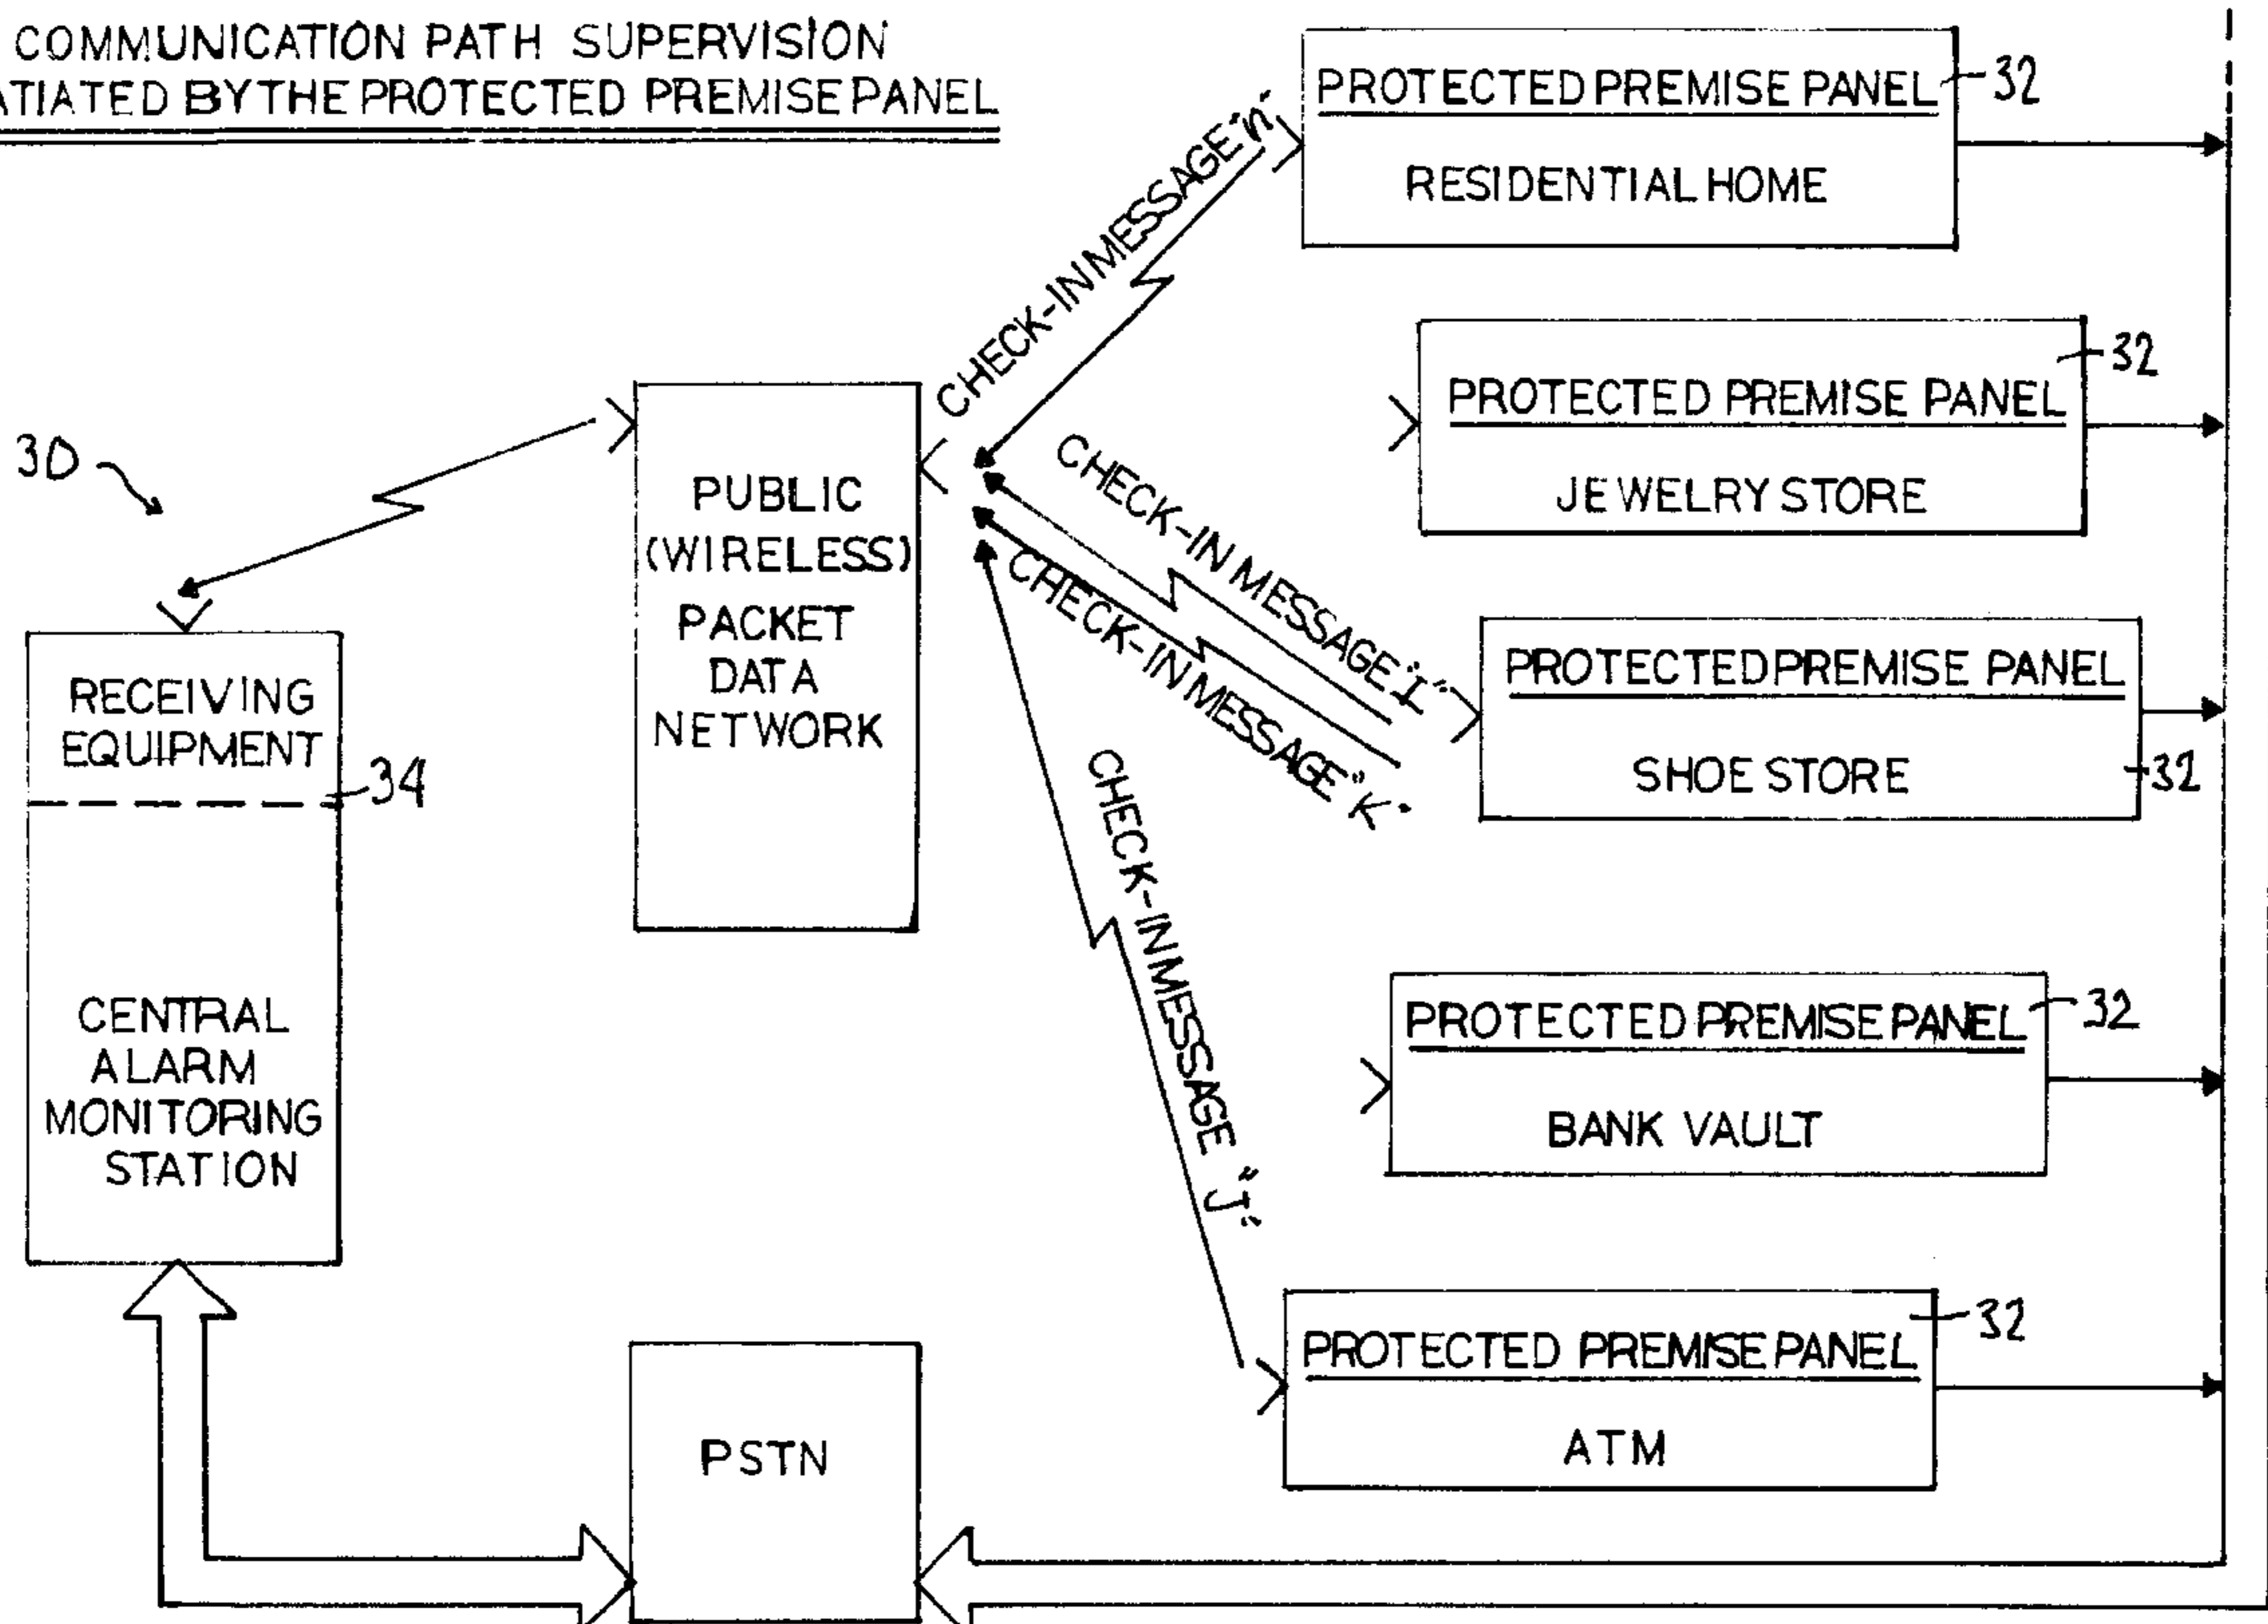 COMMUNICATION PATH SUPERVISION
ATIATED BY THE PROTECTED PREMISE PANEL
PROTECTED PREMISE PANEL
32
RESIDENTIAL HOME
CHECK-IN MESSAGE "n"
PROTECTED PREMISE PANEL
32
JEWELRY STORE
30
PUBLIC
(WIRELESS)
PACKET
DATA
NETWORK
CHECK-IN MESSAGE "I"
CHECK-IN MESSAGE "K"
PROTECTED PREMISE PANEL
SHOE STORE
32
RECEIVING
EQUIPMENT
34
CENTRAL
ALARM
MONITORING
STATION
CHECK-IN MESSAGE "J"
PROTECTED PREMISE PANEL
32
BANK VAULT
PROTECTED PREMISE PANEL
32
ATM
PSTN